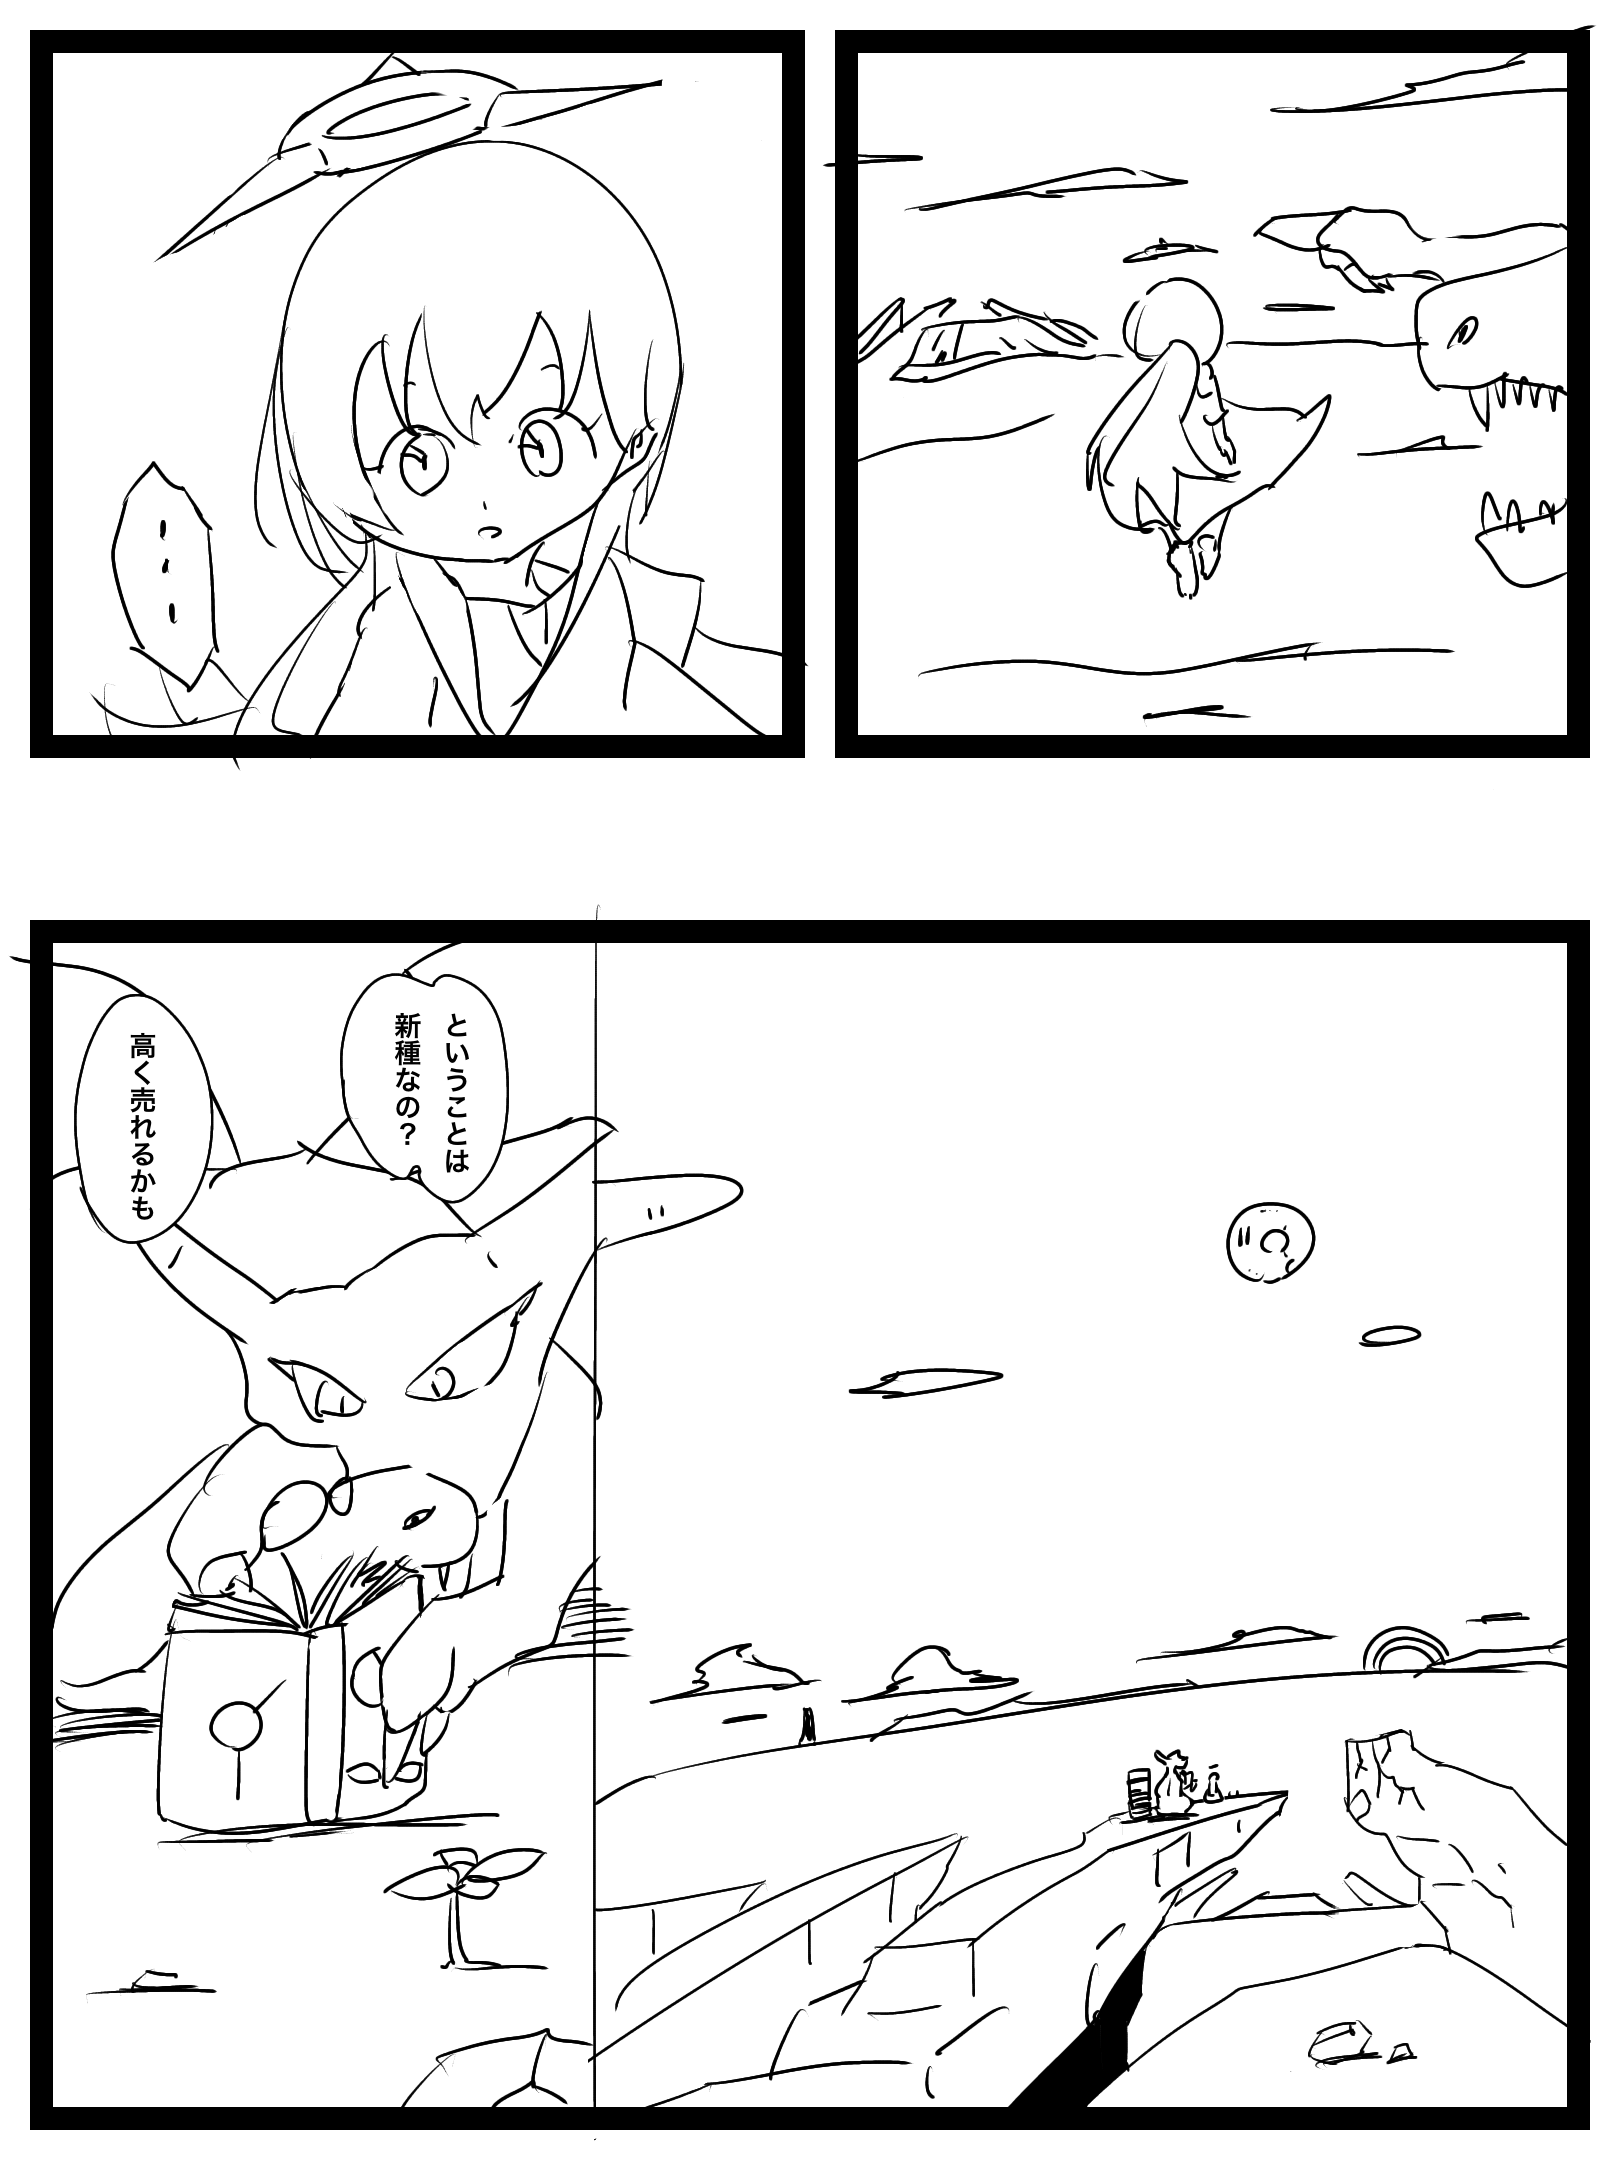 …
ということは
新種なの？
高く売れるかも